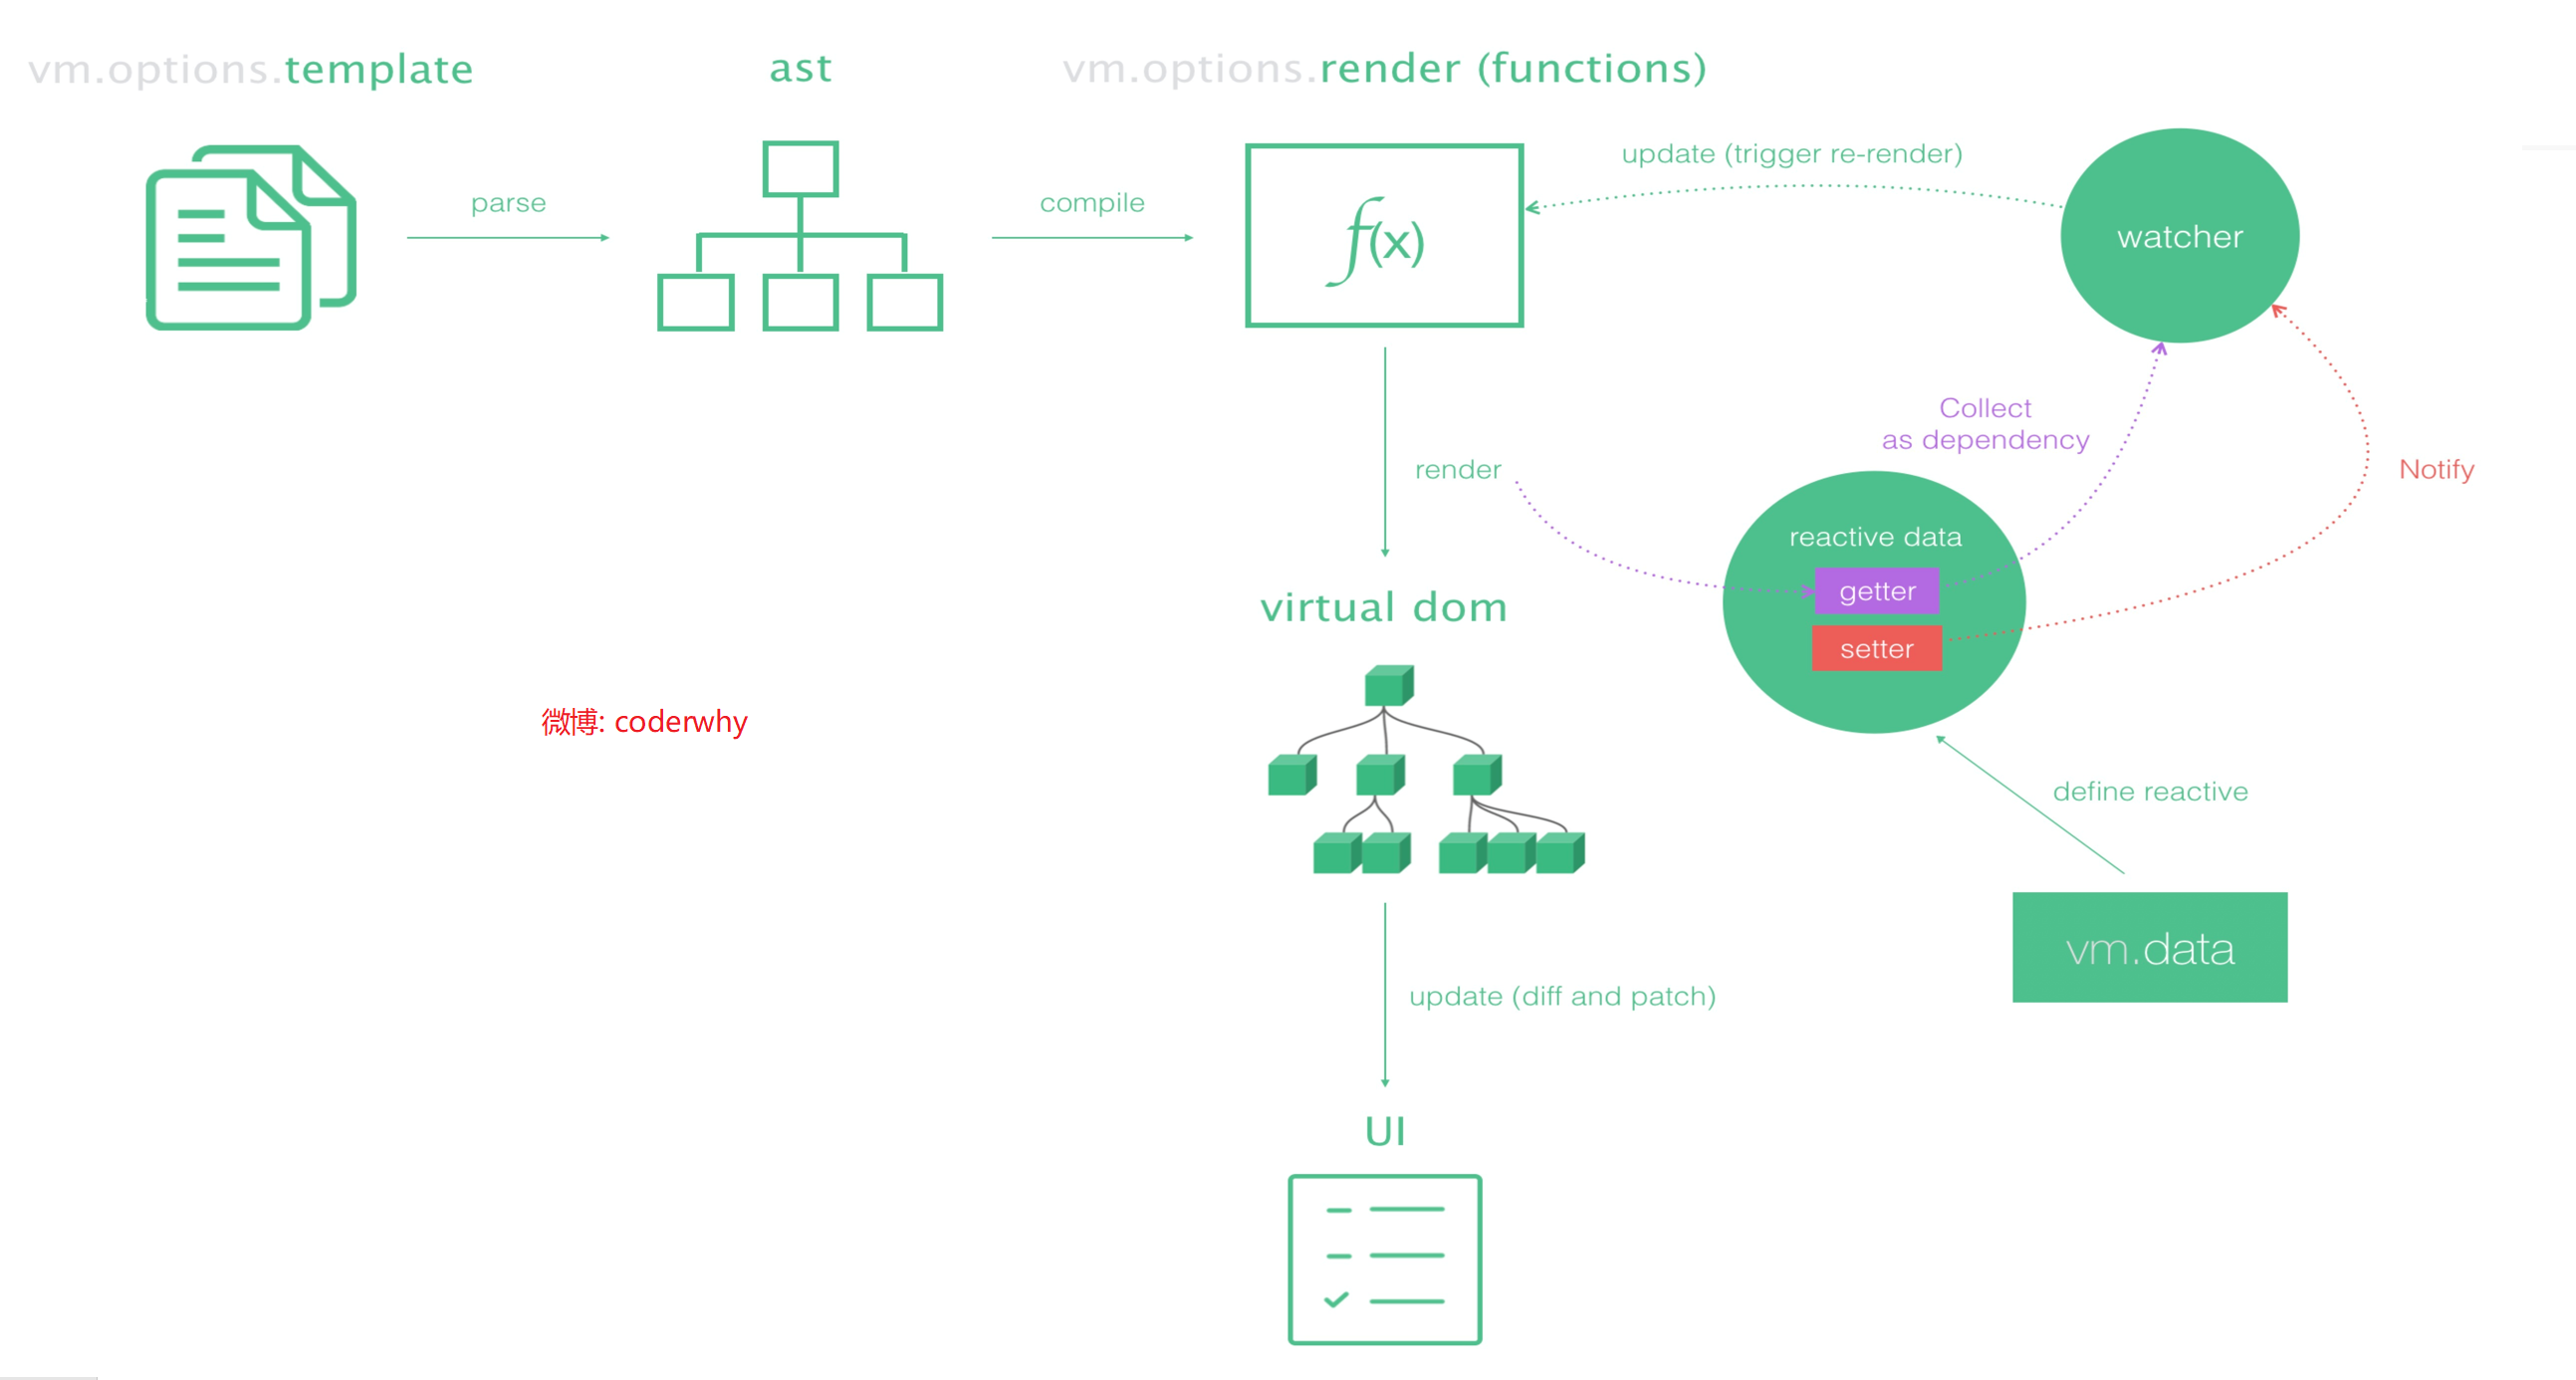 vm.options.template
ast
vm.options.render (functions)
parse
compile
update (trigger re-render)
f(x)
watcher
Collect
as dependency
render
Notify
reactive data
getter
setter
virtual dom
微博: coderwhy
define reactive
vm.data
update (diff and patch)
UI